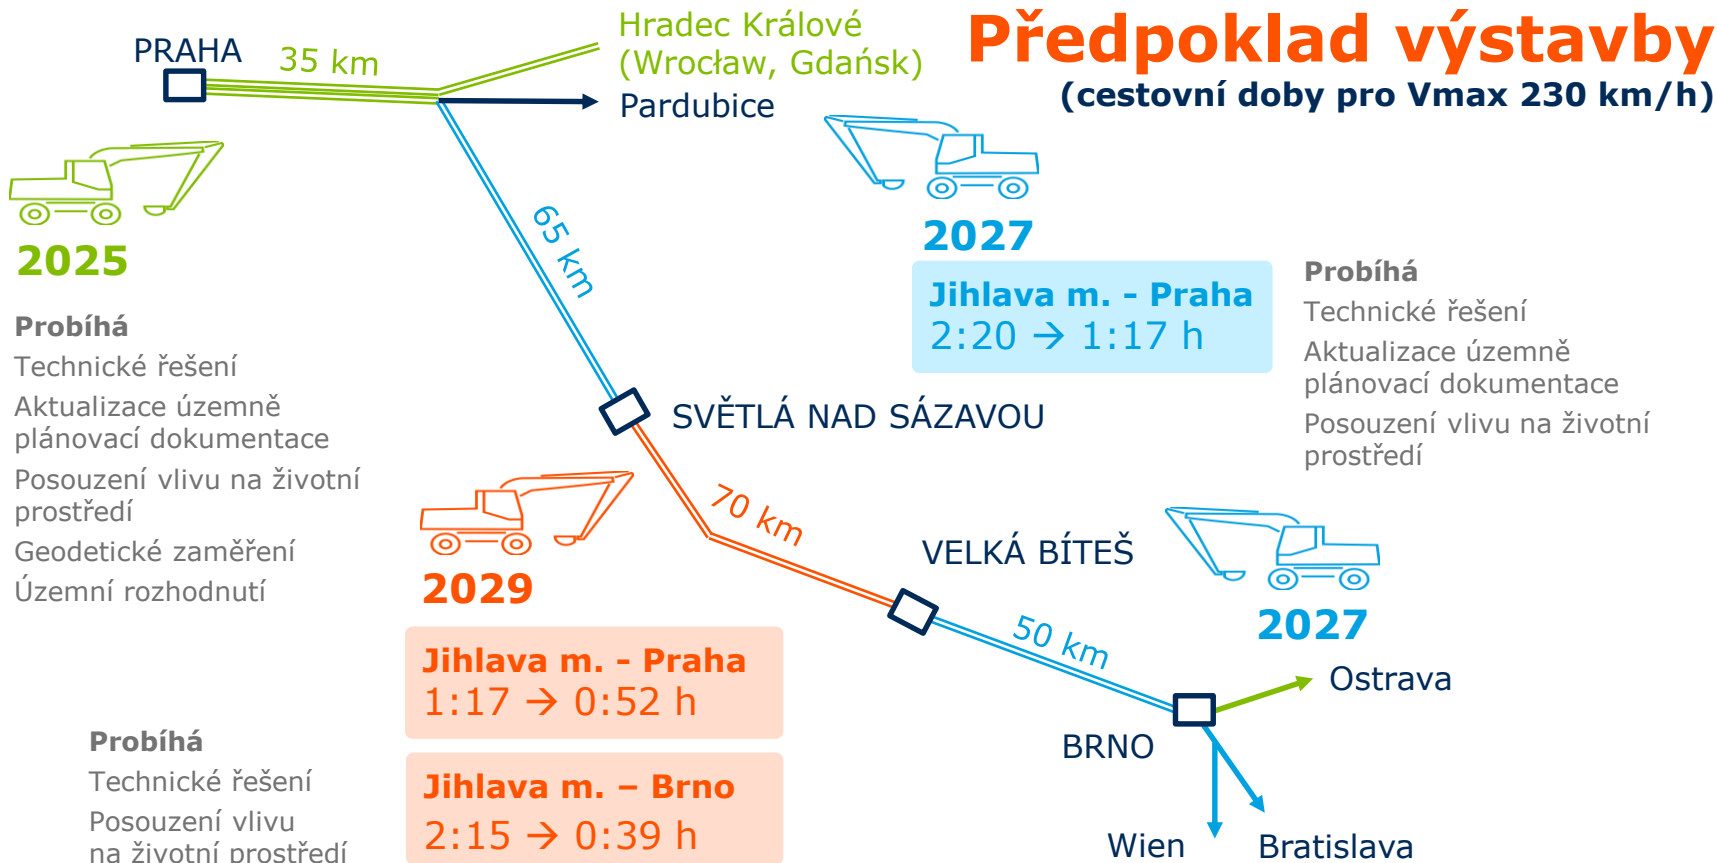 Předpoklad výstavby
(cestovní doby pro Vmax 230 km/h)
PRAHA
35 km
Hradec Králové
(Wrocław, Gdańsk)
Pardubice
2025
Probíhá
Technické řešení
Aktualizace územně
plánovací dokumentace
Posouzení vlivu na životní
prostředí
Geodetické zaměření
Územní rozhodnutí
65 km
2027
Jihlava m. - Praha
2:20 → 1:17 h
Probíhá
Technické řešení
Aktualizace územně
plánovací dokumentace
Posouzení vlivu na životní
prostředí
SVĚTLÁ NAD SÁZAVOU
70 km
2029
Jihlava m. - Praha
1:17 → 0:52 h
Jihlava m. – Brno
2:15 → 0:39 h
Probíhá
Technické řešení
Posouzení vlivu
na životní prostředí
VELKÁ BÍTEŠ
50 km
2027
BRNO
Ostrava
Wien
Bratislava